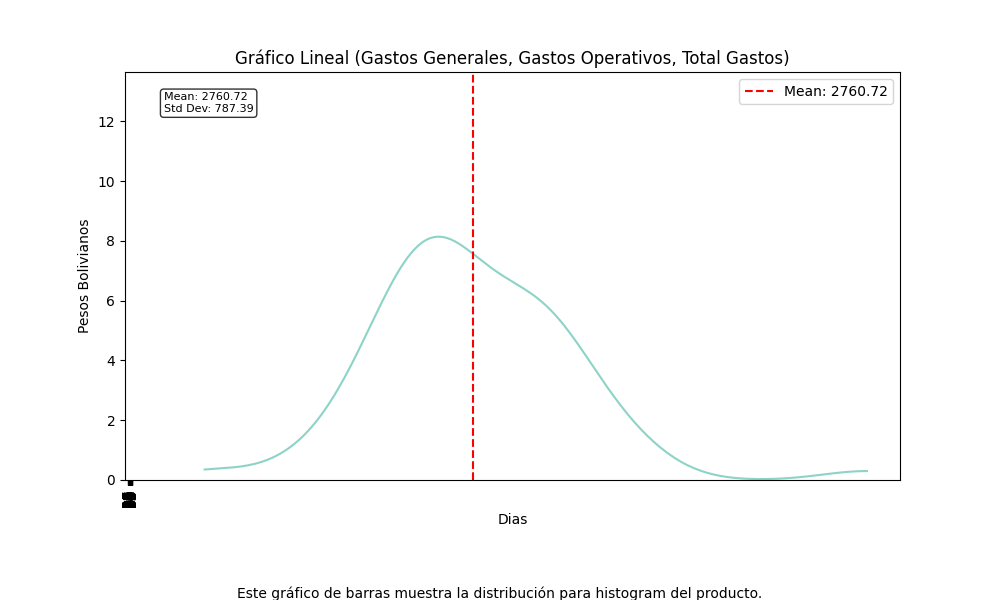 Gráfico Lineal (Gastos Generales, Gastos Operativos, Total Gastos)
Mean: 2760.72
Std Dev: 787.39
Mean: 2760.72
12
10
8
6
4
2
0
Pesos Bolivianos
Dias
Este gráfico de barras muestra la distribución para histogram del producto.